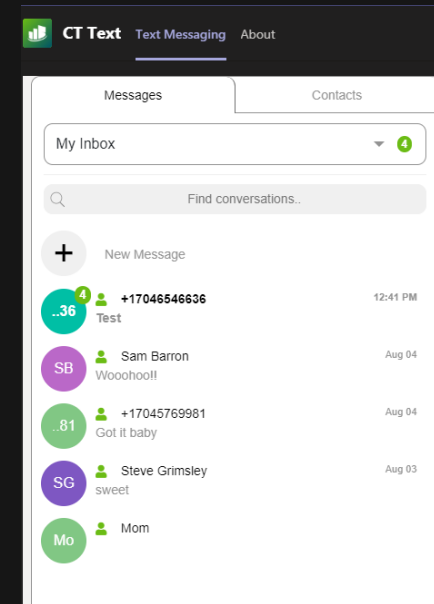 CT Text Text Messaging About
Messages Contacts
My Inbox 4
Find conversations..
New Message
4
..36 +17046546636 12:41 PM
Test
SB Sam Barron Aug 04
Wooohoo!!
..81 +17045769981 Aug 04
Got it baby
SG Steve Grimsley Aug 03
sweet
Mo Mom